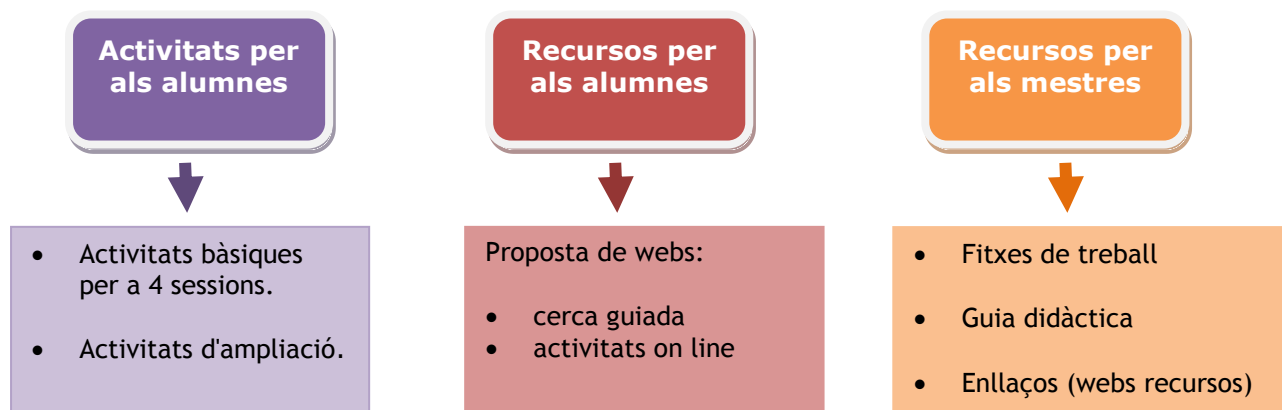 Activitats per
als alumnes
• Activitats bàsiques
per a 4 sessions.
• Activitats d'ampliació.
Recursos per
als alumnes
Proposta de webs:
• cerca guiada
• activitats on line
Recursos per
als mestres
• Fitxes de treball
• Guia didàctica
• Enllaços (webs recursos)